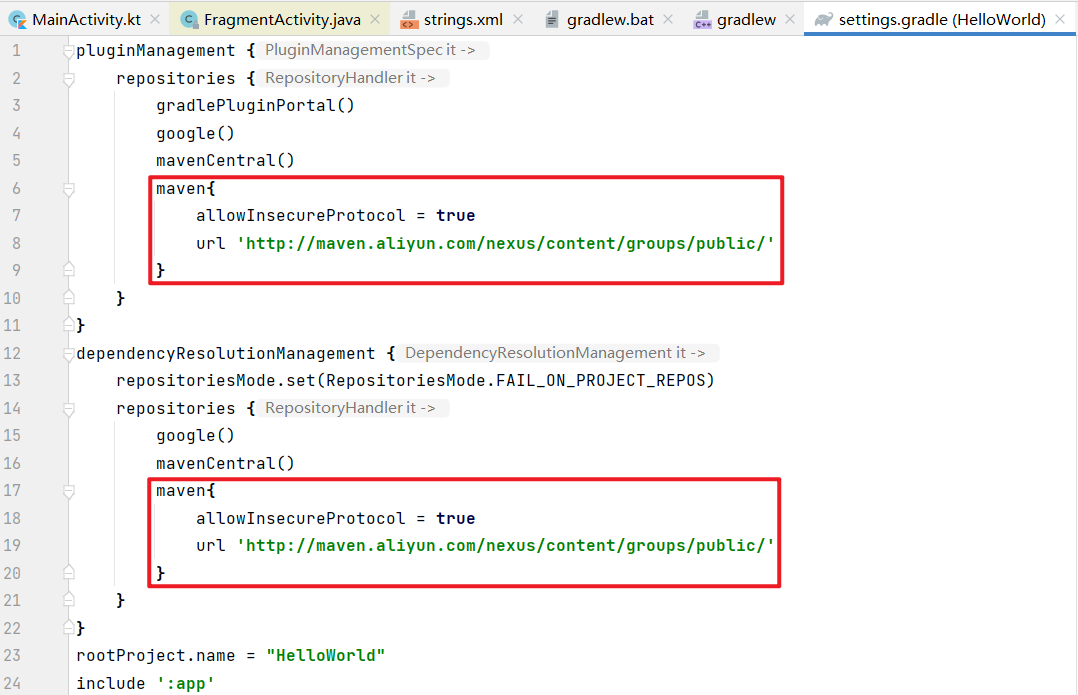 MainActivity.kt FragmentActivity.java strings.xml gradlew.bat gradlew settings.gradle (HelloWorld)
1 pluginManagement { PluginManagementSpec it ->
2 repositories { RepositoryHandler it ->
3 gradlePluginPortal()
4 google()
5 mavenCentral()
6 maven{
7 allowInsecureProtocol = true
8 url 'http://maven.aliyun.com/nexus/content/groups/public/'
9 }
10 }
11 }
12 dependencyResolutionManagement { DependencyResolutionManagement it ->
13 repositoriesMode.set(RepositoriesMode.FAIL_ON_PROJECT_REPOS)
14 repositories { RepositoryHandler it ->
15 google()
16 mavenCentral()
17 maven{
18 allowInsecureProtocol = true
19 url 'http://maven.aliyun.com/nexus/content/groups/public/'
20 }
21 }
22 }
23 rootProject.name = "HelloWorld"
24 include ':app'